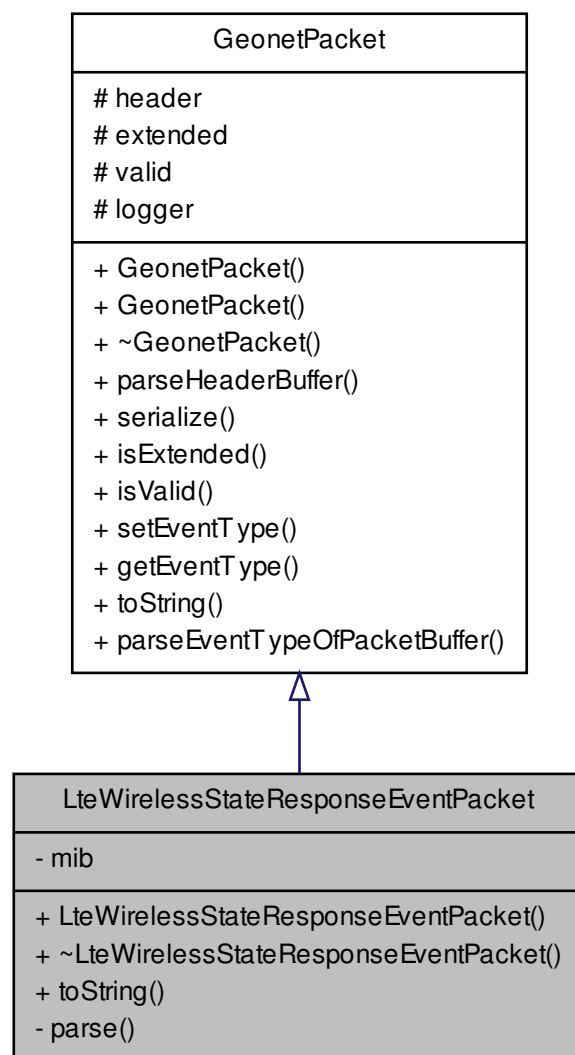 GeonetPacket
# header
# extended
# valid
# logger
+ GeonetPacket()
+ GeonetPacket()
+ ~GeonetPacket()
+ parseHeaderBuffer()
+ serialize()
+ isExtended()
+ isValid()
+ setEventType()
+ getEventType()
+ toString()
+ parseEventTypeOfPacketBuffer()
LteWirelessStateResponseEventPacket
- mib
+ LteWirelessStateResponseEventPacket()
+ ~LteWirelessStateResponseEventPacket()
+ toString()
- parse()